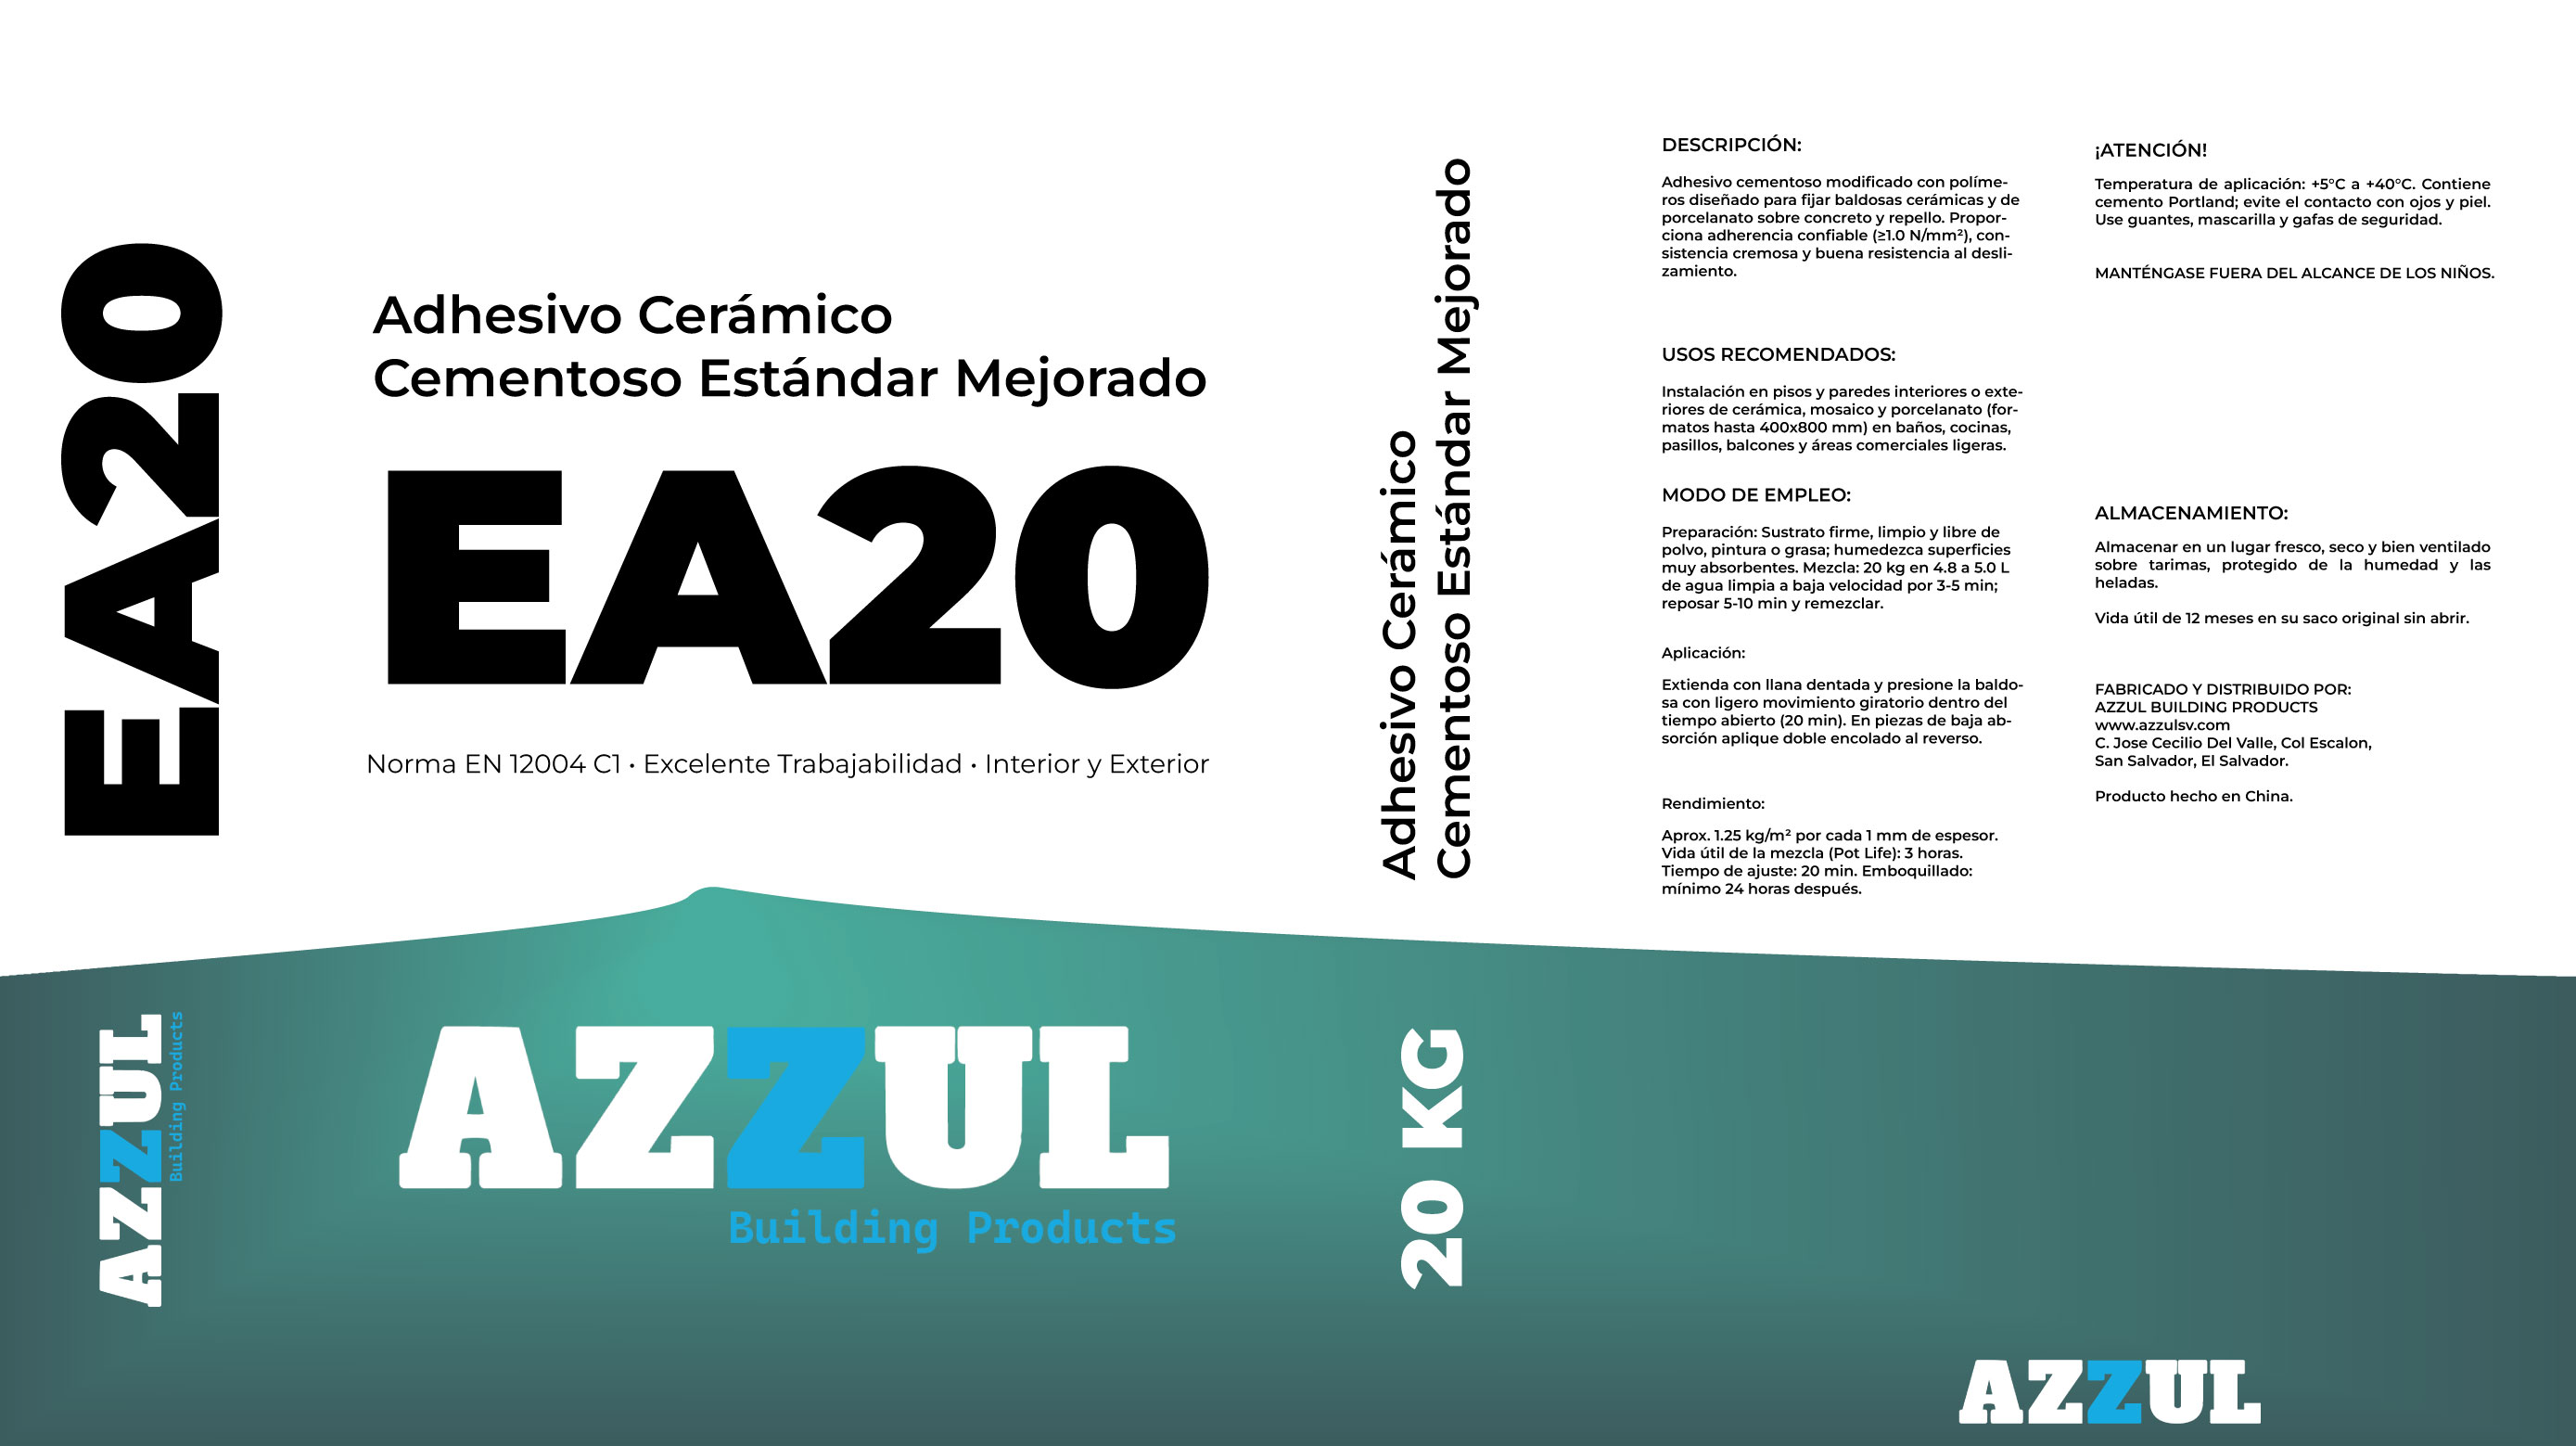 EA20
Adhesivo Cerámico
Cementoso Estándar Mejorado
EA20
Norma EN 12004 C1 • Excelente Trabajabilidad • Interior y Exterior
Adhesivo Cerámico
Cementoso Estándar Mejorado
DESCRIPCIÓN:
Adhesivo cementoso modificado con políme-
ros diseñado para fijar baldosas cerámicas y de
porcelanato sobre concreto y repello. Propor-
ciona adherencia confiable (≥1.0 N/mm²), con-
sistencia cremosa y buena resistencia al desli-
zamiento.
USOS RECOMENDADOS:
Instalación en pisos y paredes interiores o exte-
riores de cerámica, mosaico y porcelanato (for-
matos hasta 400x800 mm) en baños, cocinas,
pasillos, balcones y áreas comerciales ligeras.
MODO DE EMPLEO:
Preparación: Sustrato firme, limpio y libre de
polvo, pintura o grasa; humedezca superficies
muy absorbentes. Mezcla: 20 kg en 4.8 a 5.0 L
de agua limpia a baja velocidad por 3-5 min;
reposar 5-10 min y remezclar.
Aplicación:
Extienda con llana dentada y presione la baldo-
sa con ligero movimiento giratorio dentro del
tiempo abierto (20 min). En piezas de baja ab-
sorción aplique doble encolado al reverso.
Rendimiento:
Aprox. 1.25 kg/m² por cada 1 mm de espesor.
Vida útil de la mezcla (Pot Life): 3 horas.
Tiempo de ajuste: 20 min. Emboquillado:
mínimo 24 horas después.
¡ATENCIÓN!
Temperatura de aplicación: +5°C a +40°C. Contiene
cemento Portland; evite el contacto con ojos y piel.
Use guantes, mascarilla y gafas de seguridad.
MANTÉNGASE FUERA DEL ALCANCE DE LOS NIÑOS.
ALMACENAMIENTO:
Almacenar en un lugar fresco, seco y bien ventilado
sobre tarimas, protegido de la humedad y las
heladas.
Vida útil de 12 meses en su saco original sin abrir.
FABRICADO Y DISTRIBUIDO POR:
AZZUL BUILDING PRODUCTS
www.azzulsv.com
C. Jose Cecilio Del Valle, Col Escalon,
San Salvador, El Salvador.
Producto hecho en China.
AZZUL
Building Products
AZZUL
Building Products
20 KG
AZZUL